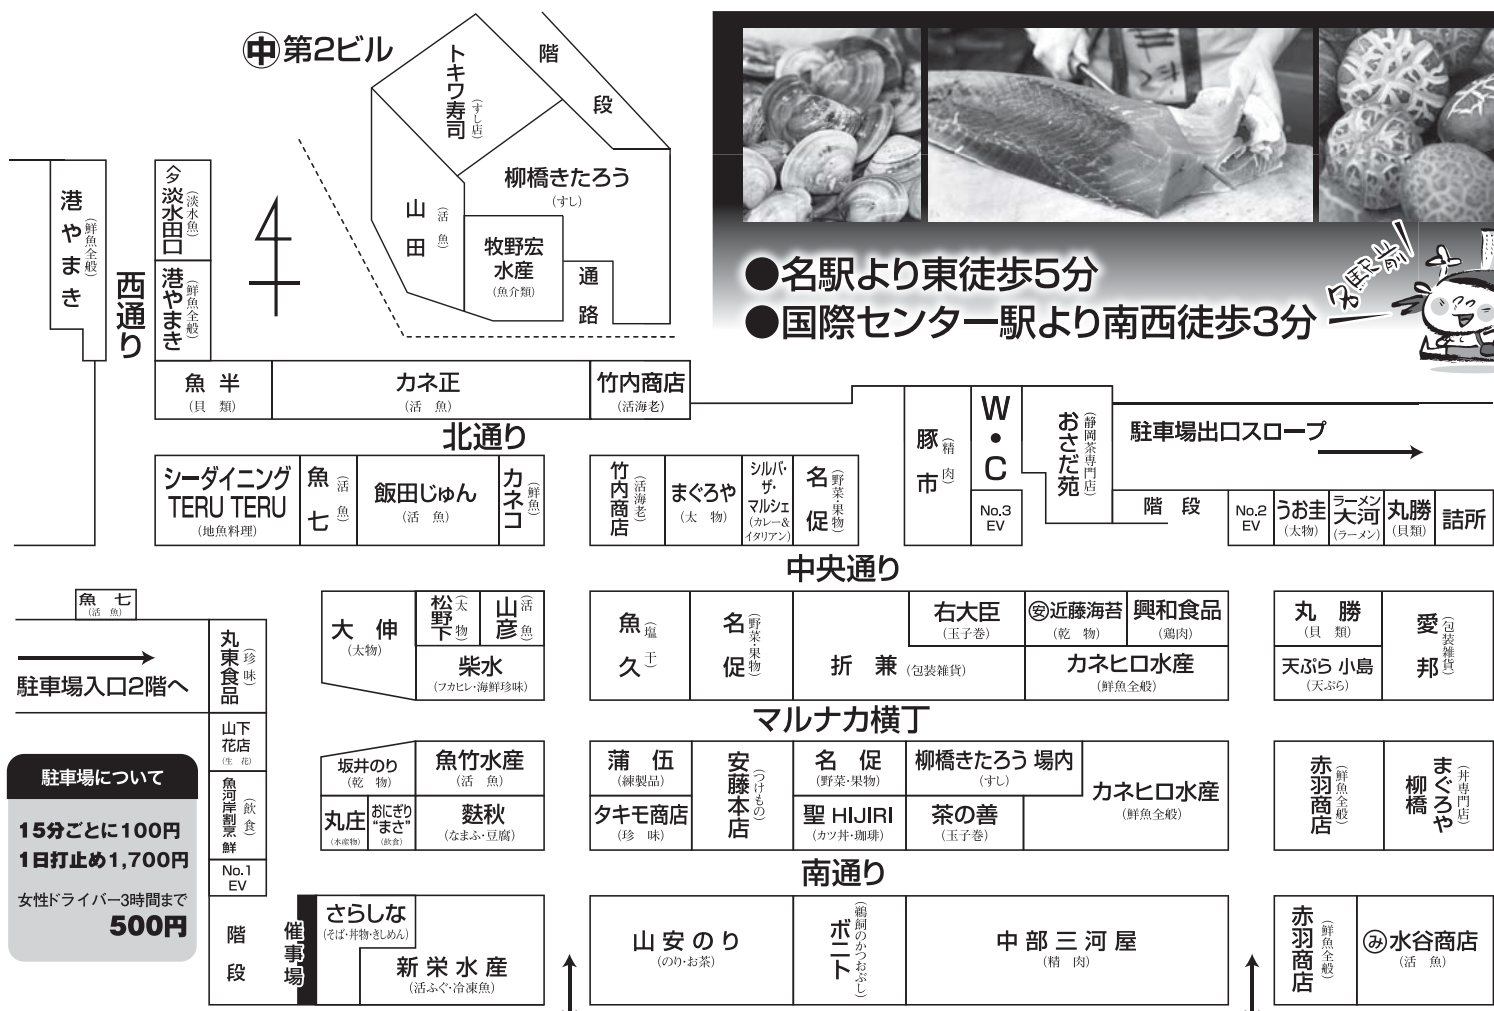 ㊥第2ビル
トキワ寿司
(すし店)
階
段
柳橋きたろう
(すし)
山田
(活魚)
牧野宏
水産
(魚介類)
通
路
●名駅より東徒歩5分
●国際センター駅より南西徒歩3分
名駅前
港やまき
(鮮魚全般)
西通り
淡水田口
(淡水魚)
港やまき
(鮮魚全般)
魚半
(貝類)
カネ正
(活魚)
竹内商店
(活海老)
北通り
シーダイニング
TERU TERU
(地魚料理)
魚七
(活魚)
飯田じゅん
(活魚)
カネコ
(鮮魚)
竹内商店
(活海老)
まぐろや
(太物)
シルバ・
ザ・
マルシェ
(カレー&
イタリアン)
名促
(野菜・果物)
豚市
(精肉)
W・C
No.3
EV
おさだ苑
(静岡茶専門店)
駐車場出口スロープ
階段
No.2
EV
うお圭
(太物)
ラーメン
大河
(ラーメン)
丸勝
(貝類)
詰所
中央通り
魚七
(活魚)
駐車場入口2階へ
丸東食品
(珍味)
大伸
(太物)
松野下
(太物)
山彦
(活魚)
柴水
(フカヒレ・海鮮珍味)
魚久
(塩干)
名促
(野菜・果物)
折兼
(包装雑貨)
右大臣
(玉子巻)
㊛近藤海苔
(乾物)
興和食品
(鶏肉)
カネヒロ水産
(鮮魚全般)
丸勝
(貝類)
天ぷら 小島
(天ぷら)
愛邦
(包装雑貨)
マルナカ横丁
山下
花店
(生花)
魚河岸割烹 鮮
(飲食)
No.1
EV
坂井のり
(乾物)
魚竹水産
(活魚)
丸庄
(水産物)
おにぎり
“まさ”
(飲食)
麩秋
(なまふ・豆腐)
蒲伍
(練製品)
タキモ商店
(珍味)
安藤本店
(つけもの)
名促
(野菜・果物)
聖 HIJIRI
(カツ丼・珈琲)
柳橋きたろう 場内
(すし)
茶の善
(玉子巻)
カネヒロ水産
(鮮魚全般)
赤羽商店
(鮮魚全般)
まぐろや
柳橋
(丼専門店)
南通り
駐車場について
15分ごとに100円
1日打止め1,700円
女性ドライバー3時間まで
500円
階
段
催事場
さらしな
(そば・丼物・きしめん)
新栄水産
(活ふぐ・冷凍魚)
山安のり
(のり・お茶)
ボニト
(鵜飼のかつおぶし)
中部三河屋
(精肉)
赤羽商店
(鮮魚全般)
㋯水谷商店
(活魚)